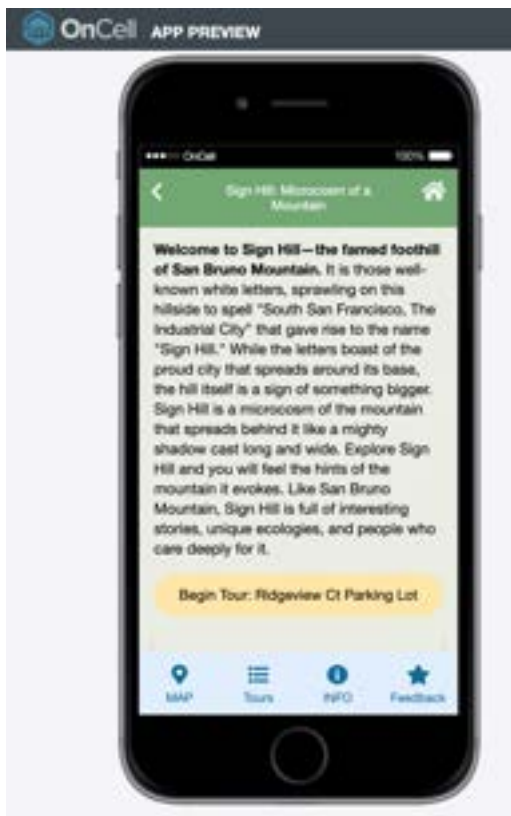 OnCell APP PREVIEW
OnCell 100%
Sign Hill: Microcosm of a
Mountain
Welcome to Sign Hill—the famed foothill
of San Bruno Mountain. It is those well-
known white letters, sprawling on this
hillside to spell "South San Francisco, The
Industrial City" that gave rise to the name
"Sign Hill." While the letters boast of the
proud city that spreads around its base,
the hill itself is a sign of something bigger.
Sign Hill is a microcosm of the mountain
that spreads behind it like a mighty
shadow cast long and wide. Explore Sign
Hill and you will feel the hints of the
mountain it evokes. Like San Bruno
Mountain, Sign Hill is full of interesting
stories, unique ecologies, and people who
care deeply for it.
Begin Tour: Ridgeview Ct Parking Lot
MAP Tours INFO Feedback